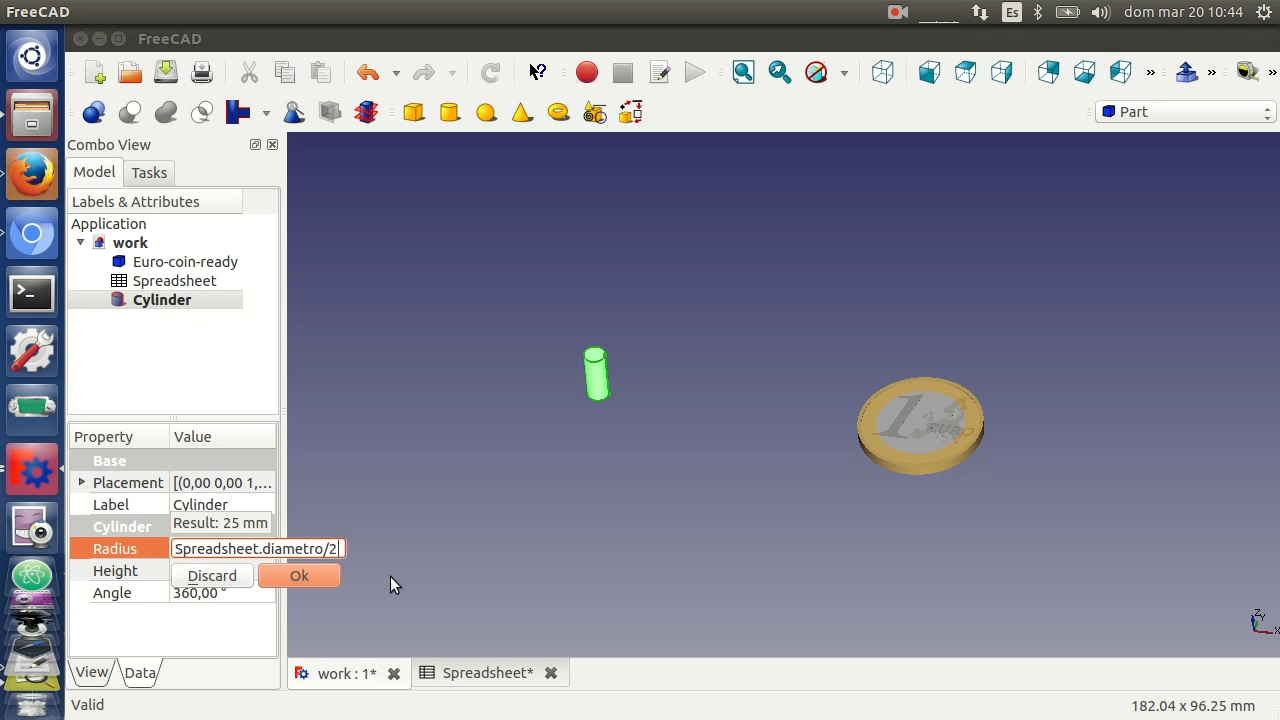 FreeCAD
Es
dom mar 20 10:44
FreeCAD
Part
Combo View
Model
Tasks
Labels & Attributes
Application
work
Euro-coin-ready
Spreadsheet
Cylinder
Property
Value
Base
Placement
[(0,00 0,00 1,...
Label
Cylinder
Cylinder
Result: 25 mm
Radius
Spreadsheet.diametro/2
Height
Discard
Ok
Angle
360,00 °
1
EURO
Z
Y
X
View
Data
work : 1*
Spreadsheet*
Valid
182.04 x 96.25 mm